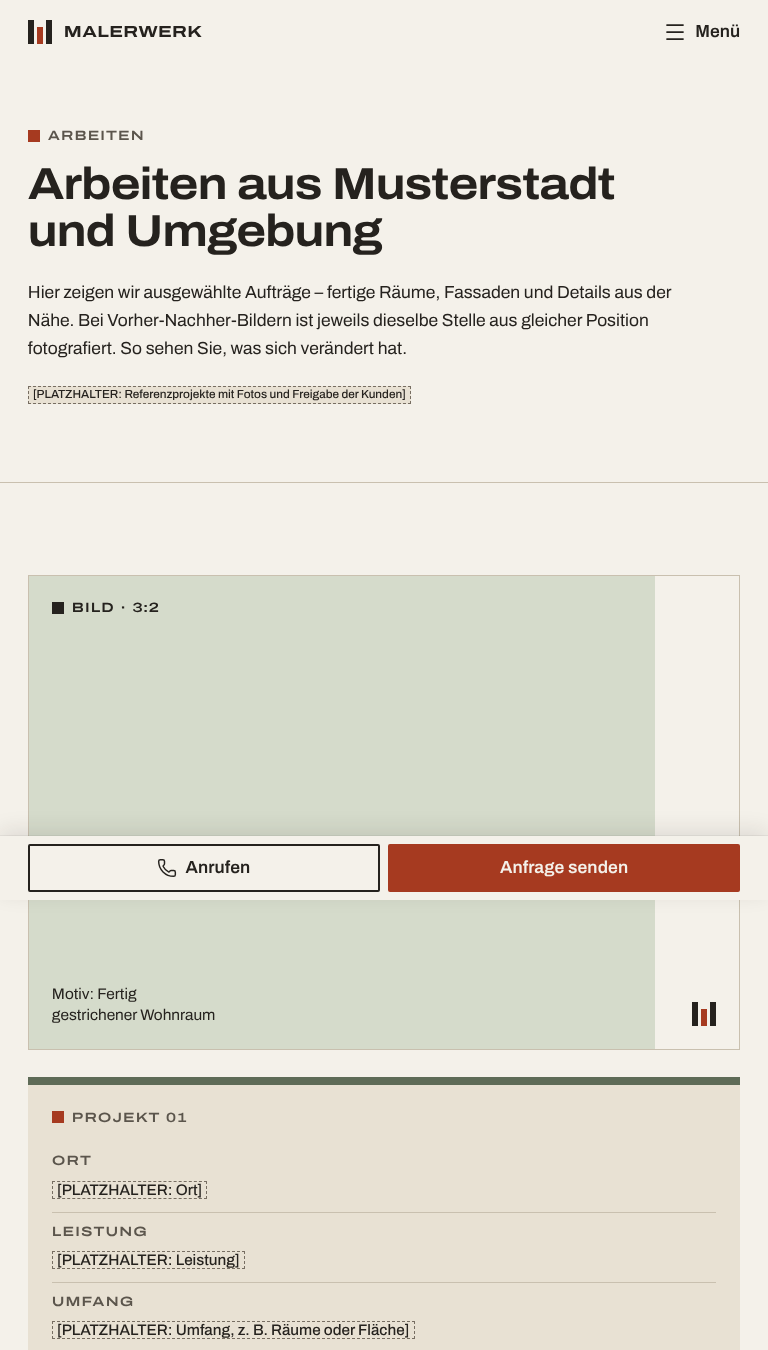 MALERWERK
Menü
ARBEITEN
Arbeiten aus Musterstadt
und Umgebung
Hier zeigen wir ausgewählte Aufträge – fertige Räume, Fassaden und Details aus der
Nähe. Bei Vorher-Nachher-Bildern ist jeweils dieselbe Stelle aus gleicher Position
fotografiert. So sehen Sie, was sich verändert hat.
[PLATZHALTER: Referenzprojekte mit Fotos und Freigabe der Kunden]
BILD · 3:2
Anrufen
Anfrage senden
Motiv: Fertig
gestrichener Wohnraum
PROJEKT 01
ORT
[PLATZHALTER: Ort]
LEISTUNG
[PLATZHALTER: Leistung]
UMFANG
[PLATZHALTER: Umfang, z. B. Räume oder Fläche]